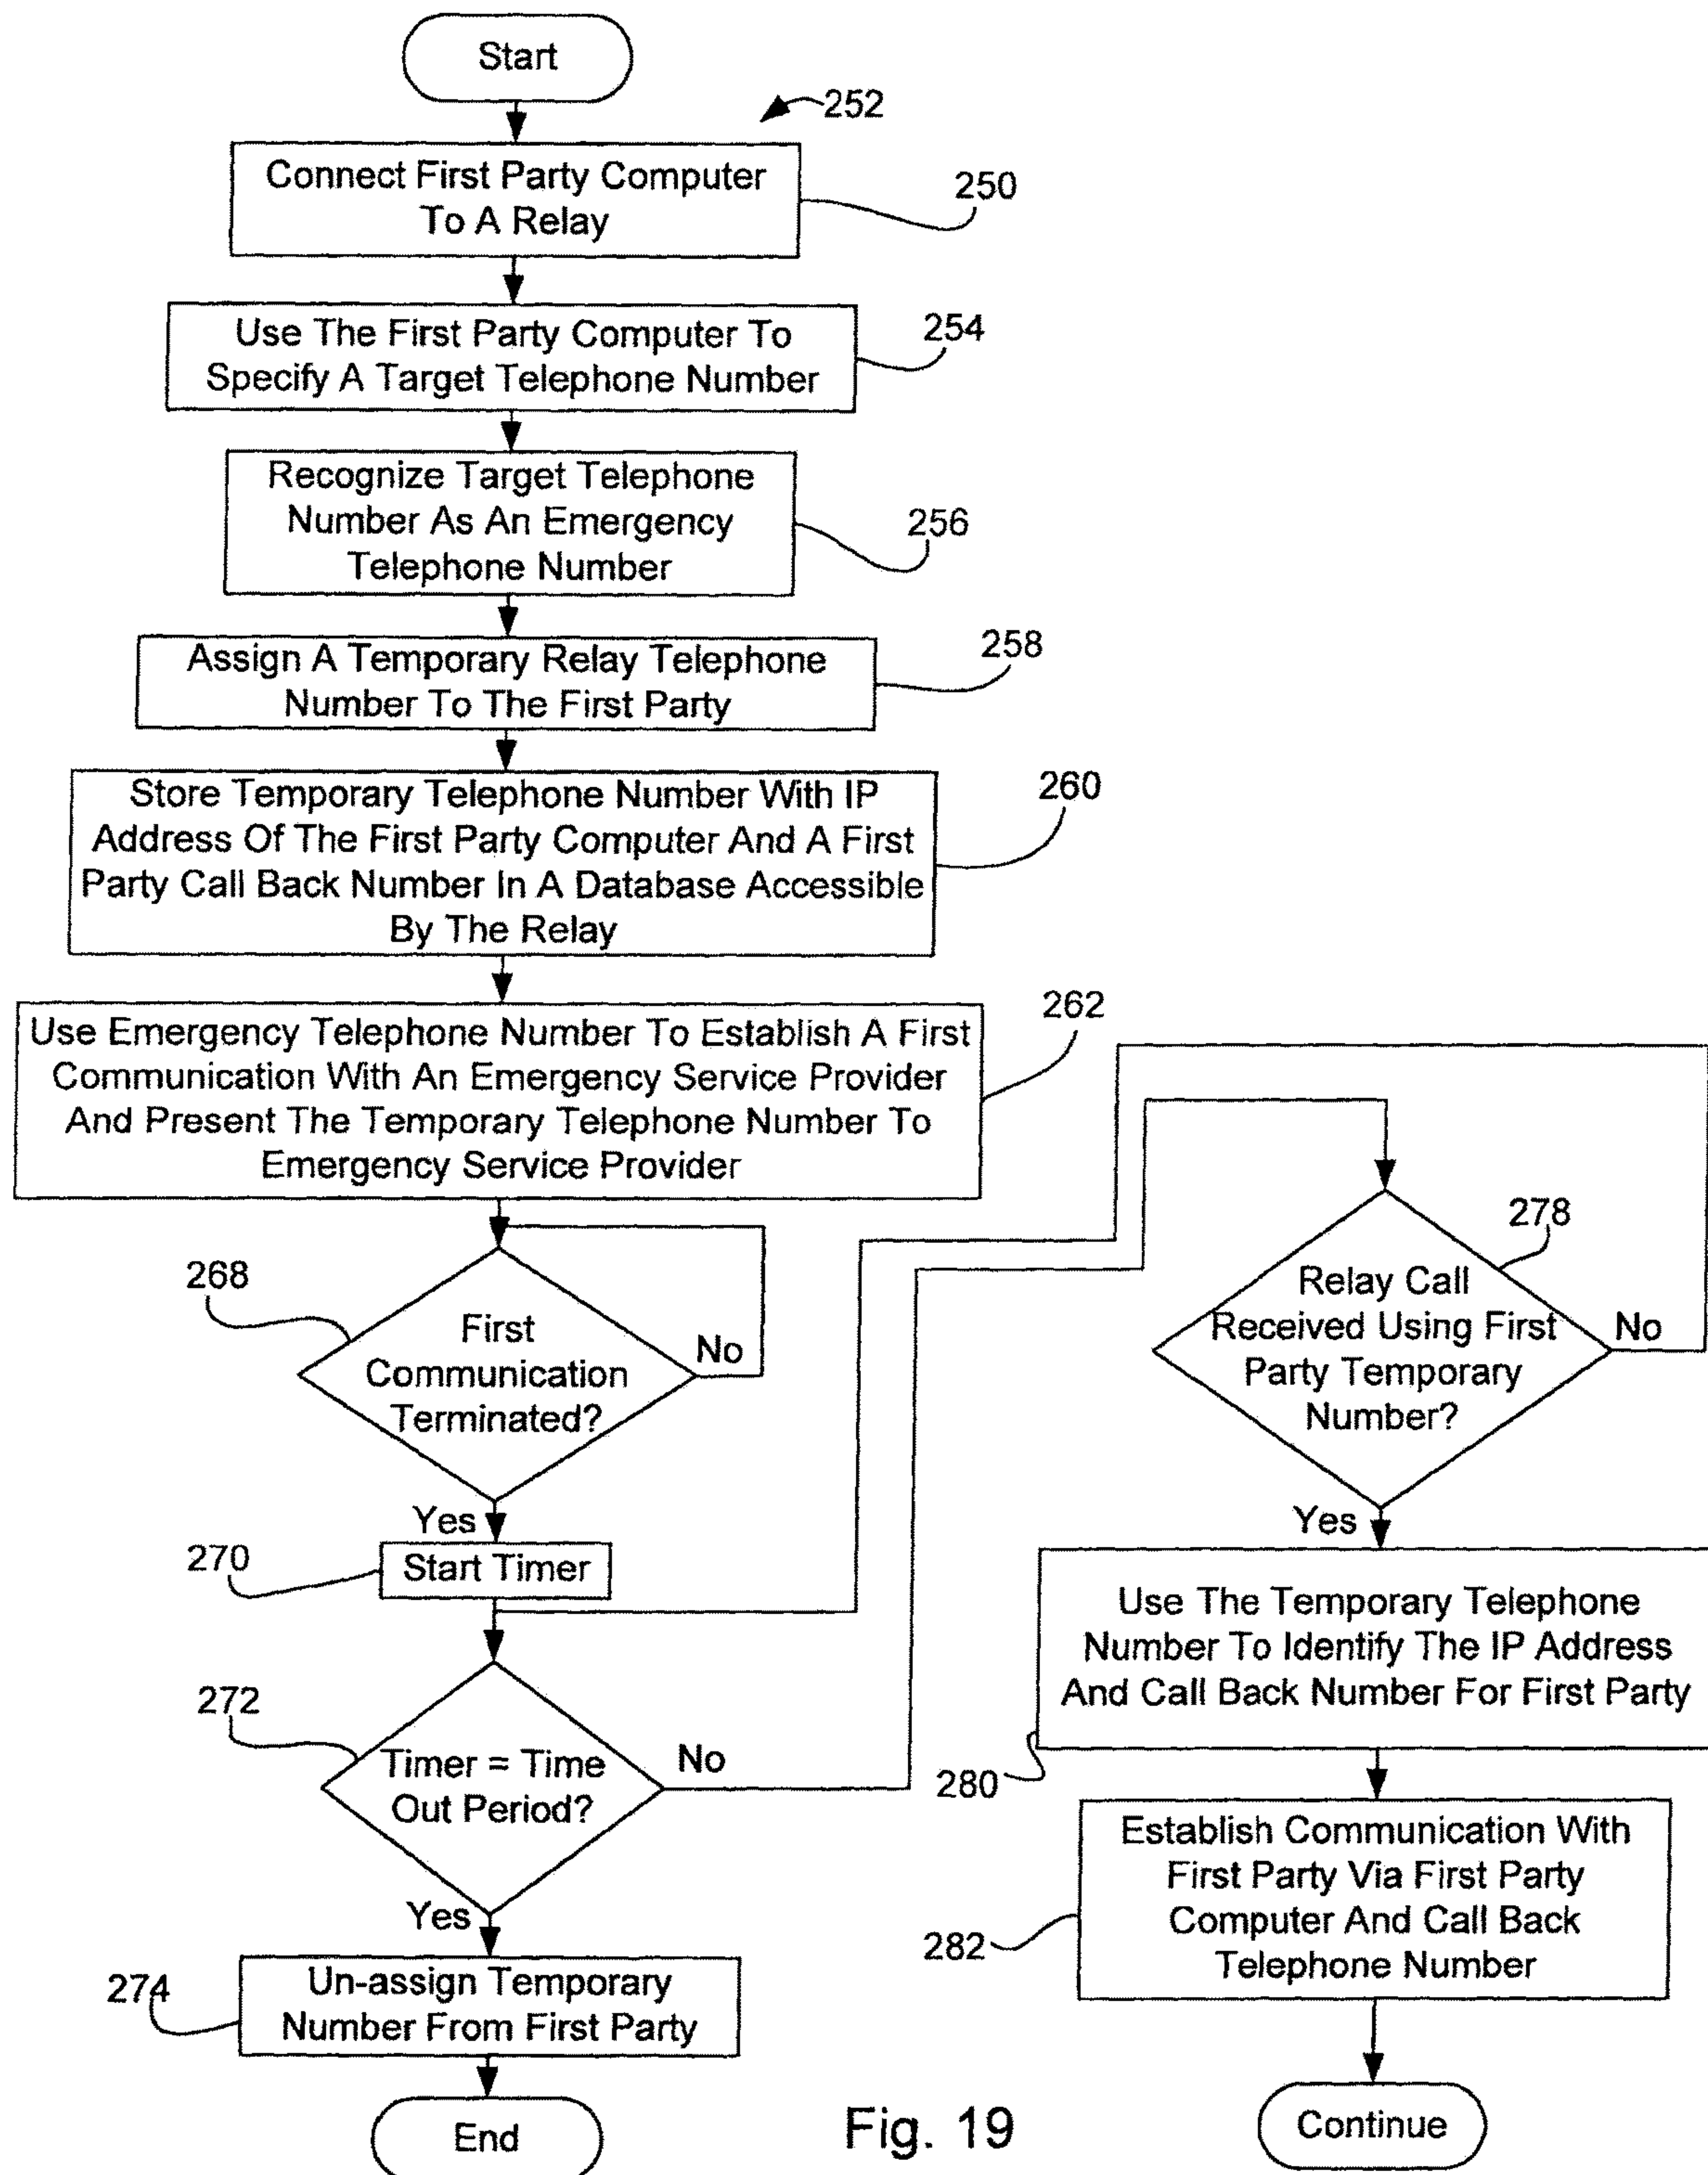 Start
252
Connect First Party Computer
To A Relay
250
Use The First Party Computer To
Specify A Target Telephone Number
254
Recognize Target Telephone
Number As An Emergency
Telephone Number
256
Assign A Temporary Relay Telephone
Number To The First Party
258
Store Temporary Telephone Number With IP
Address Of The First Party Computer And A First
Party Call Back Number In A Database Accessible
By The Relay
260
Use Emergency Telephone Number To Establish A First
Communication With An Emergency Service Provider
And Present The Temporary Telephone Number To
Emergency Service Provider
262
268
First
Communication
Terminated?
No
Yes
270
Start Timer
272
Timer = Time
Out Period?
No
Yes
274
Un-assign Temporary
Number From First Party
End
278
Relay Call
Received Using First
Party Temporary
Number?
No
Yes
Use The Temporary Telephone
Number To Identify The IP Address
And Call Back Number For First Party
280
Establish Communication With
First Party Via First Party
Computer And Call Back
Telephone Number
282
Continue
Fig. 19